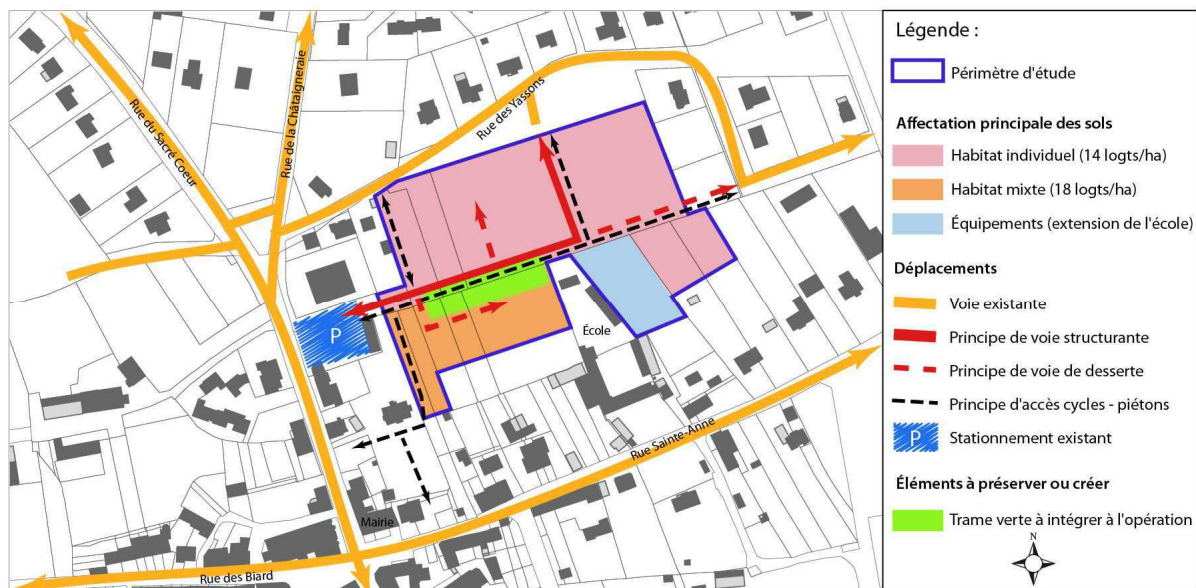 Rue du Sacré Coeur
Rue de la Châtaigneraie
Rue des Yassons
P
École
Rue Sainte-Anne
Mairie
Rue des Biard
Légende :
Périmètre d'étude
Affectation principale des sols
Habitat individuel (14 logts/ha)
Habitat mixte (18 logts/ha)
Équipements (extension de l'école)
Déplacements
Voie existante
Principe de voie structurante
Principe de voie de desserte
Principe d'accès cycles - piétons
P
Stationnement existant
Éléments à préserver ou créer
Trame verte à intégrer à l'opération
N